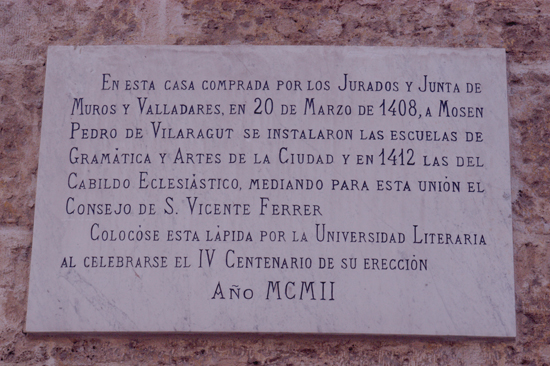 En esta casa comprada por los Jurados y Junta de
Muros y Valladares, en 20 de Marzo de 1408, a Mosen
Pedro de Vilaragut se instalaron las escuelas de
Gramática y Artes de la Ciudad y en 1412 las del
Cabildo Eclesiástico, mediando para esta unión el
Consejo de S. Vicente Ferrer
Colocóse esta lápida por la Universidad Literaria
al celebrarse el IV Centenario de su erección
Año MCMII